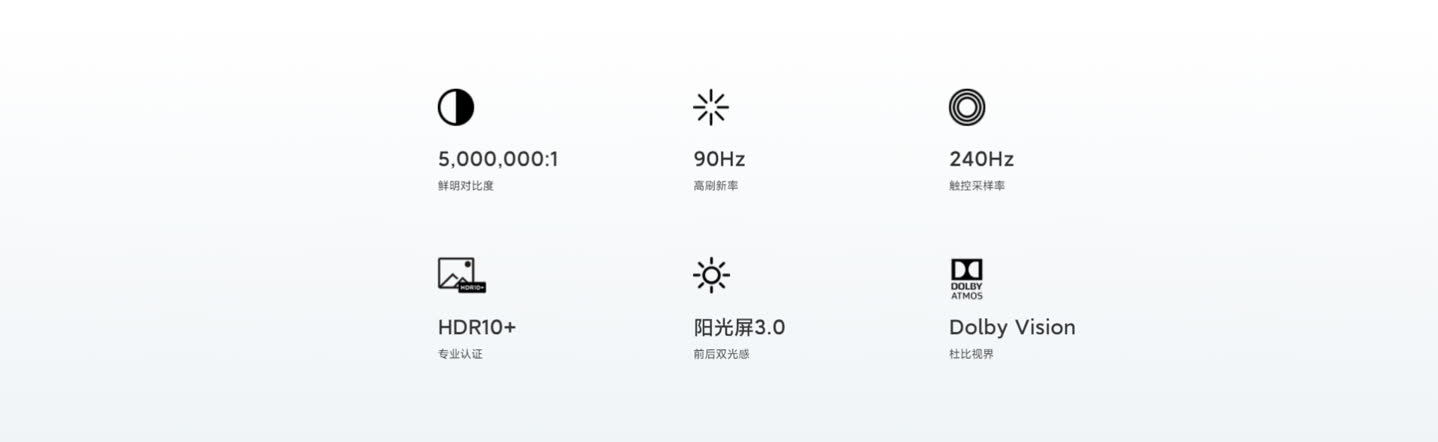 5,000,000:1
鲜明对比度
90Hz
高刷新率
240Hz
触控采样率
HDR10+
HDR10+
专业认证
阳光屏3.0
前后双光感
DOLBY
ATMOS
Dolby Vision
杜比视界